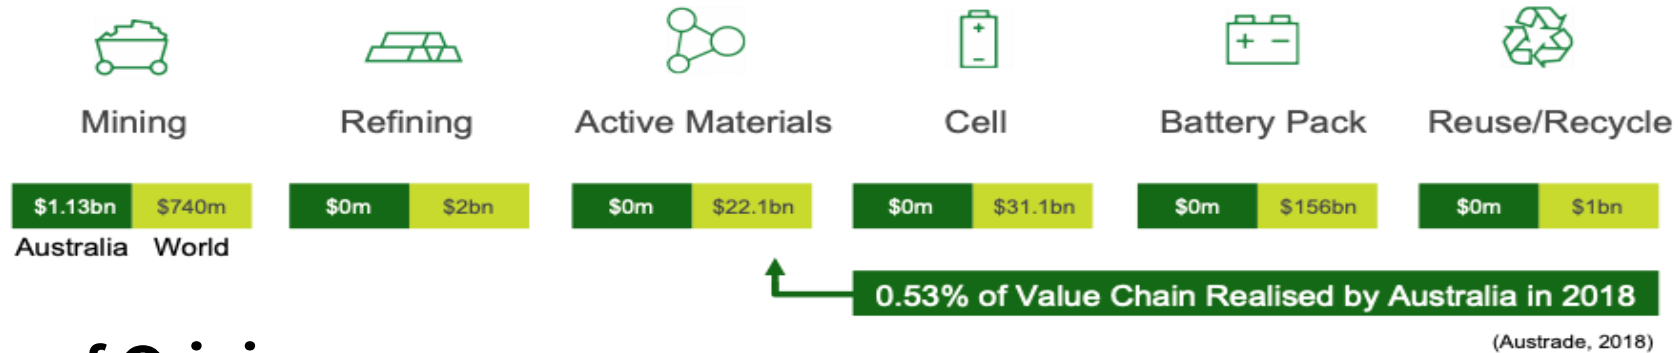 Mining Refining Active Materials Cell Battery Pack Reuse/Recycle
$1.13bn $740m $0m $2bn $0m $22.1bn $0m $31.1bn $0m $156bn $0m $1bn
Australia World
0.53% of Value Chain Realised by Australia in 2018
(Austrade, 2018)